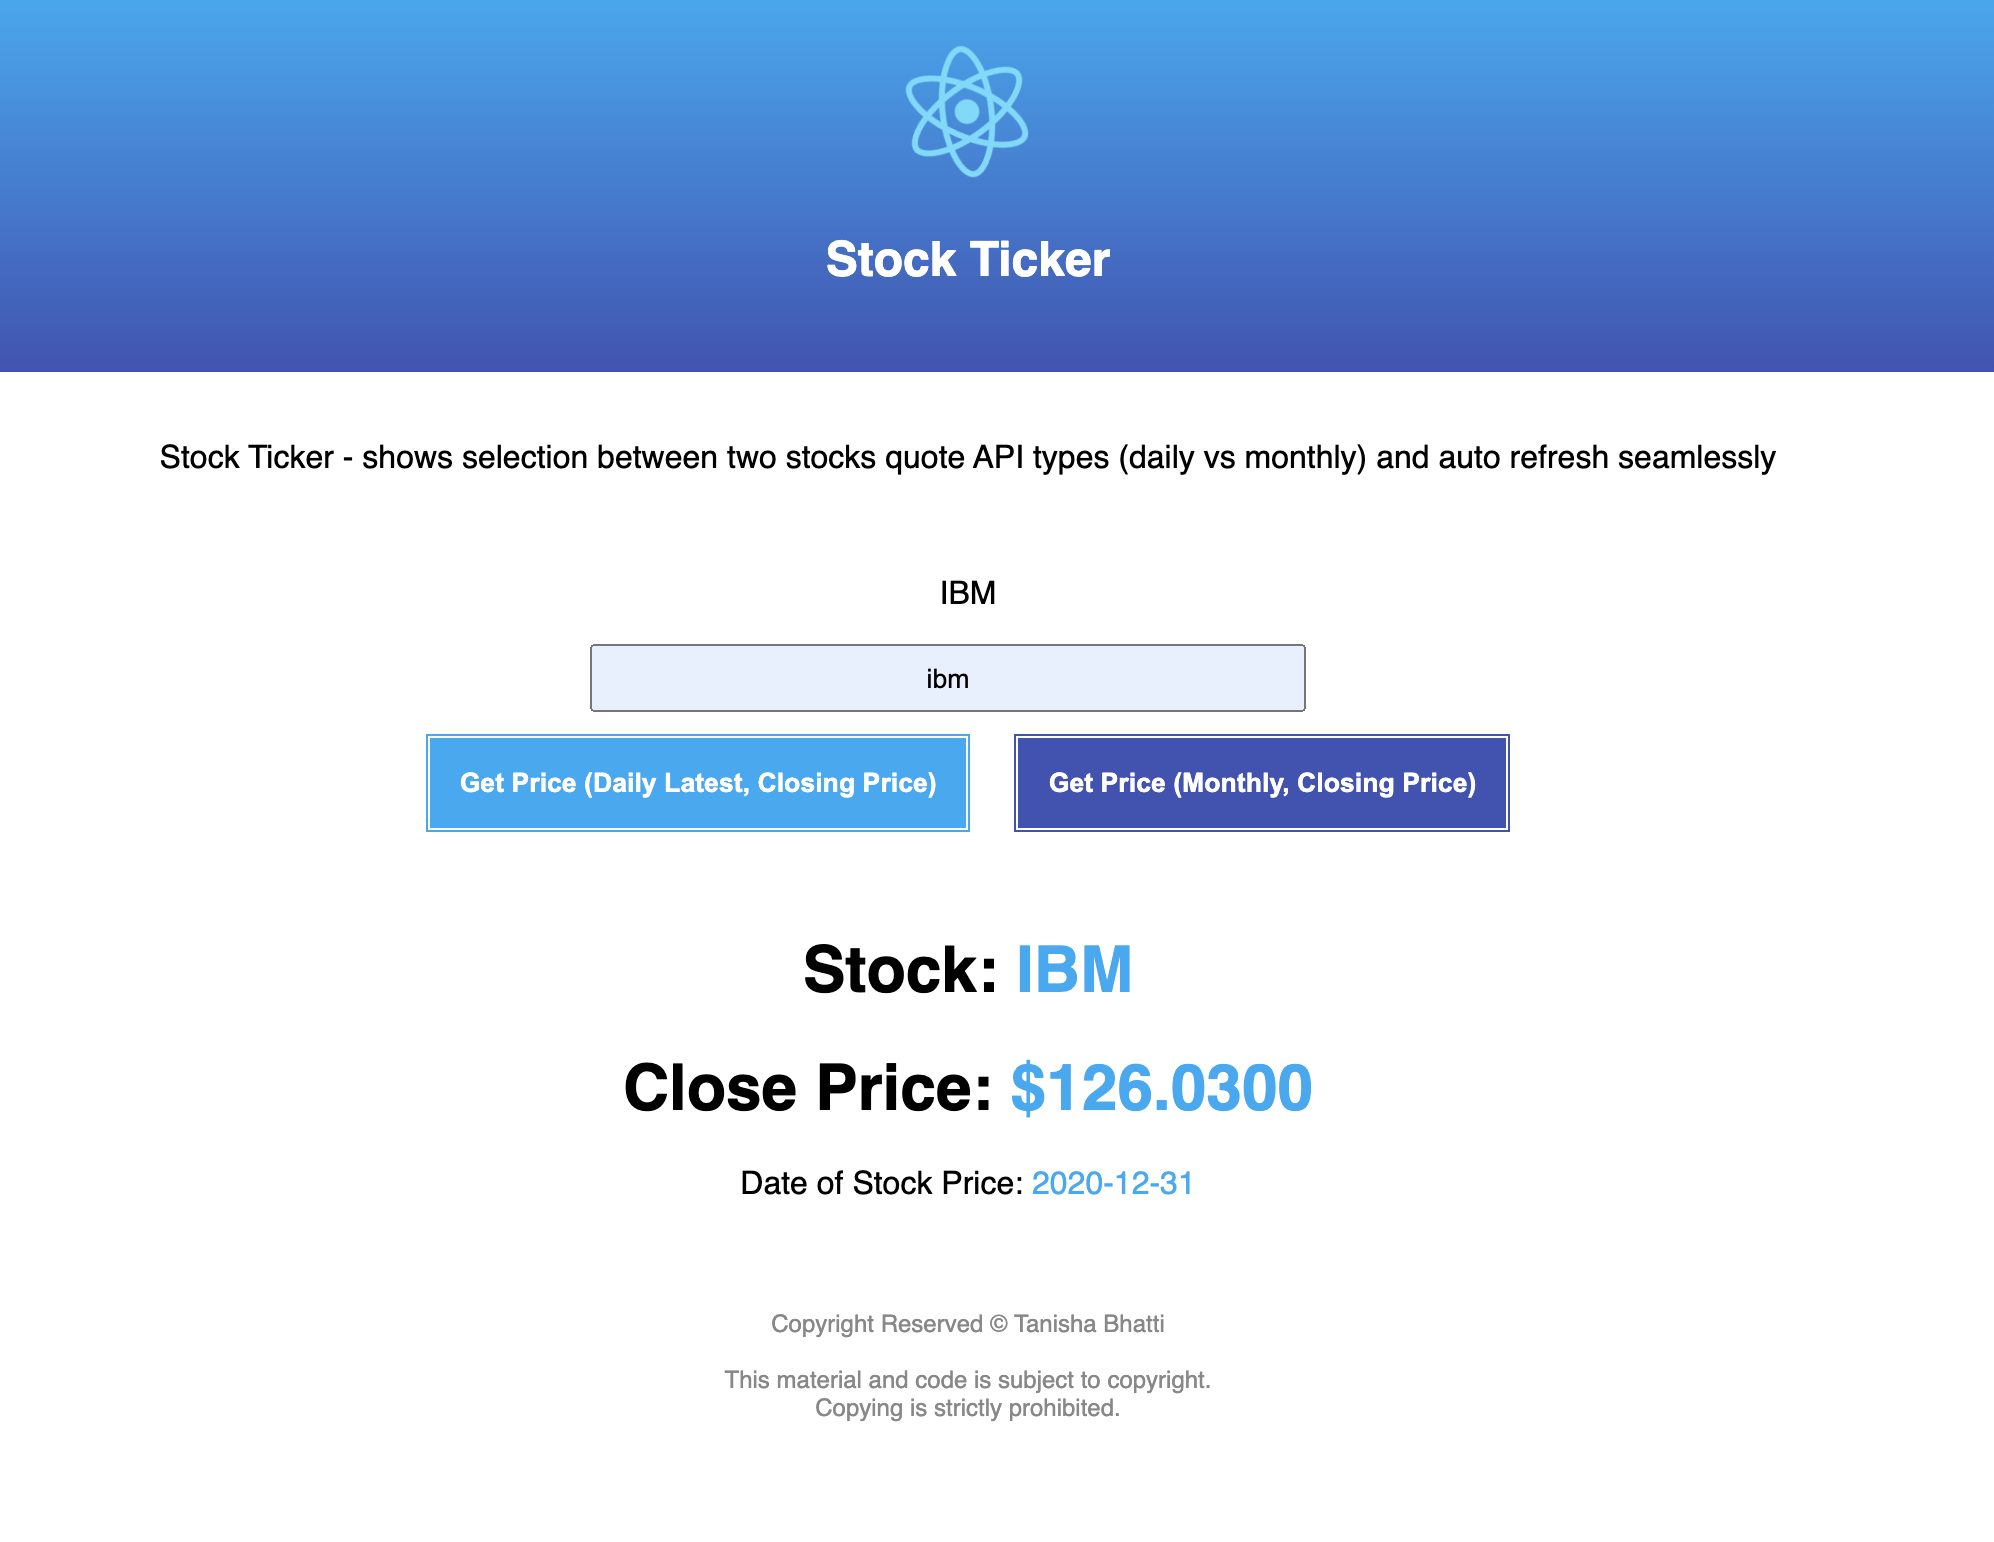 Stock Ticker
Stock Ticker - shows selection between two stocks quote API types (daily vs monthly) and auto refresh seamlessly
IBM
ibm
Get Price (Daily Latest, Closing Price)
Get Price (Monthly, Closing Price)
Stock: IBM
Close Price: $126.0300
Date of Stock Price: 2020-12-31
Copyright Reserved © Tanisha Bhatti
This material and code is subject to copyright.
Copying is strictly prohibited.